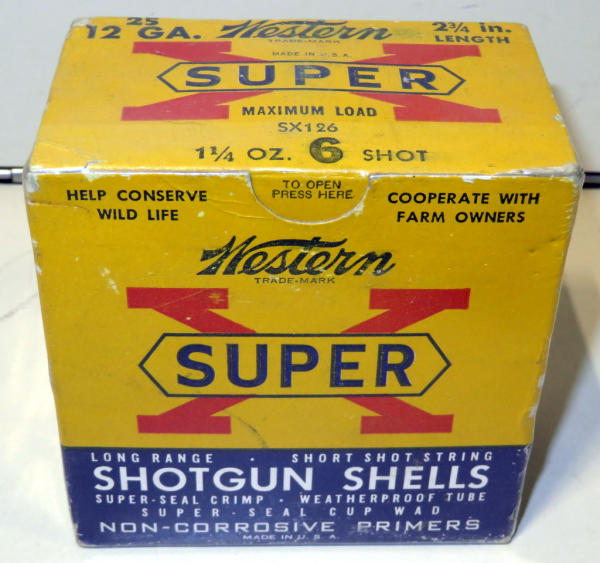 25
12 GA. Western 2¾ in.
TRADE-MARK LENGTH
MADE IN U.S.A.
SUPER X
MAXIMUM LOAD
SX126
1¼ OZ. 6 SHOT
HELP CONSERVE
WILD LIFE
TO OPEN
PRESS HERE
COOPERATE WITH
FARM OWNERS
Western
TRADE-MARK
SUPER X
LONG RANGE · SHORT SHOT STRING
SHOTGUN SHELLS
SUPER-SEAL CRIMP · WEATHERPROOF TUBE
SUPER-SEAL CUP WAD
NON-CORROSIVE PRIMERS
MADE IN U.S.A.